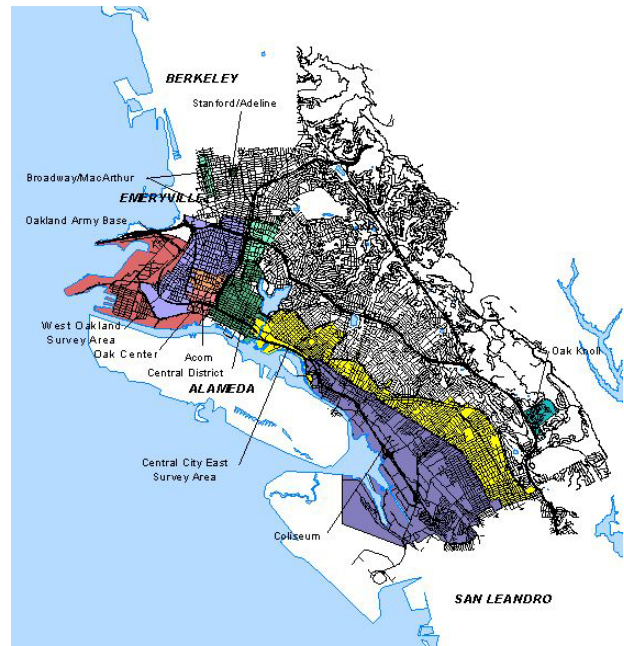 BERKELEY
Stanford/Adeline
Broadway/MacArthur
EMERYVILLE
Oakland Army Base
West Oakland
Survey Area
Oak Center
Acorn
Central District
ALAMEDA
Oak Knoll
Central City East
Survey Area
Coliseum
SAN LEANDRO